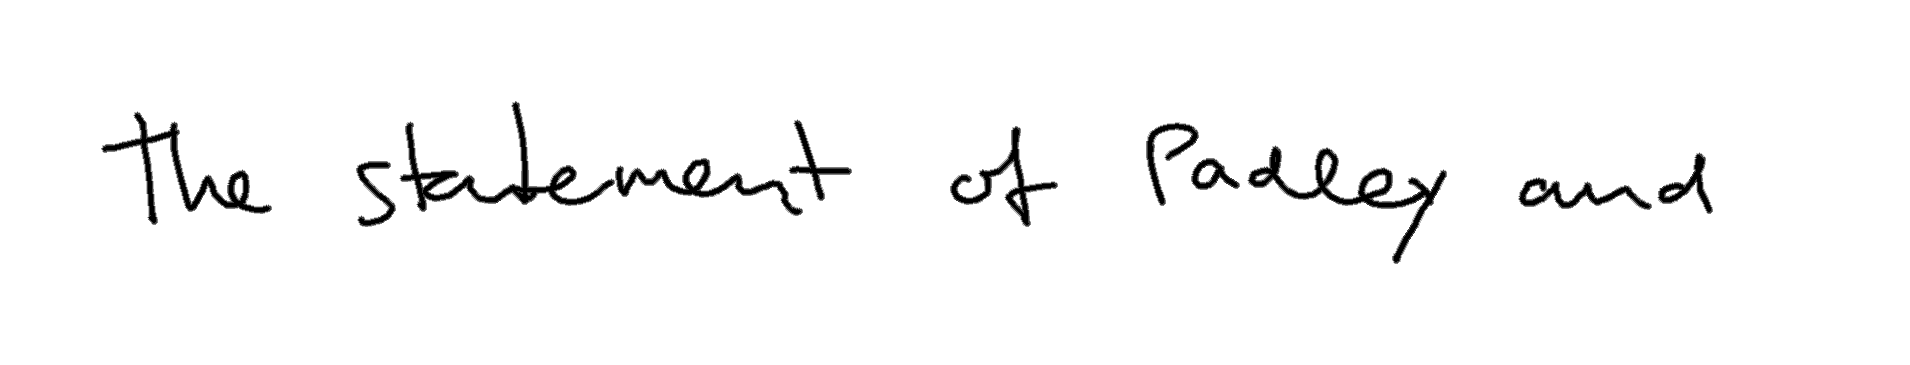 The statement of Padley and